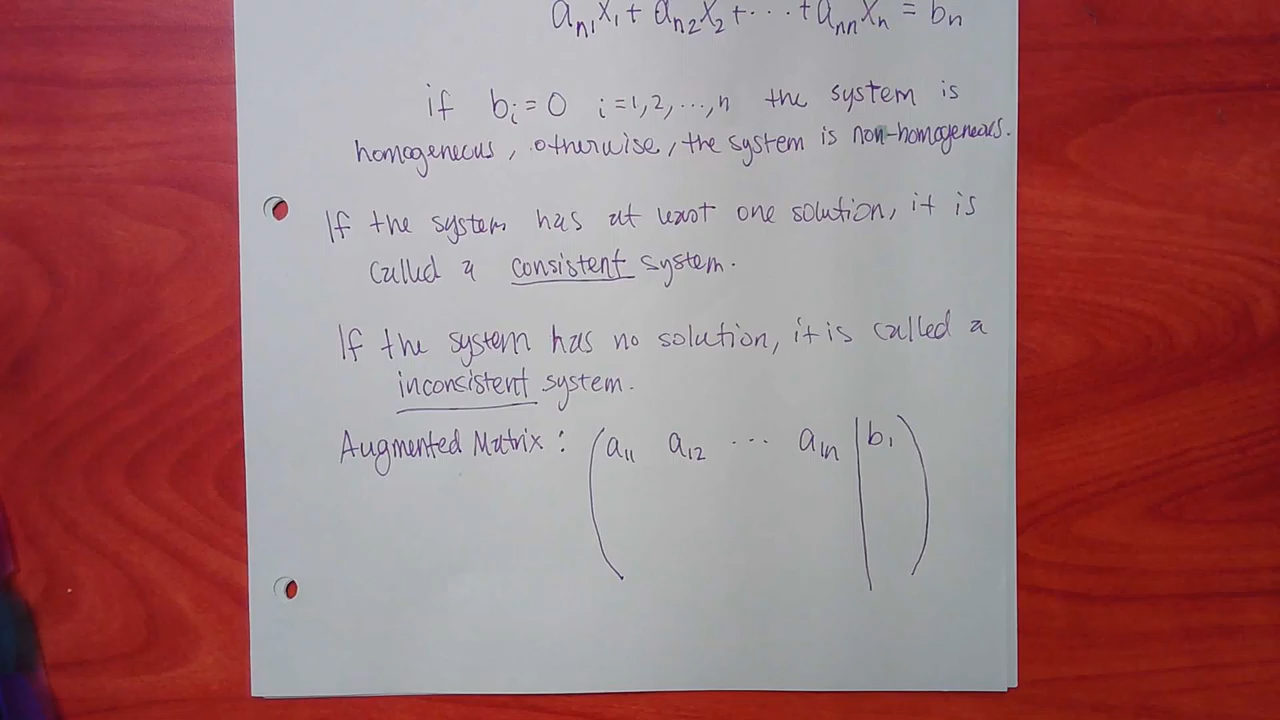 aₙ₁x₁ + aₙ₂x₂ + ⋯ + aₙₙxₙ = bₙ
if bᵢ = 0 i = 1, 2, ..., n the system is
homogeneous, otherwise, the system is non-homogeneous.
If the system has at least one solution, it is
called a consistent system.
If the system has no solution, it is called a
inconsistent system.
Augmented Matrix : ( a₁₁ a₁₂ ⋯ a₁ₙ | b₁ )